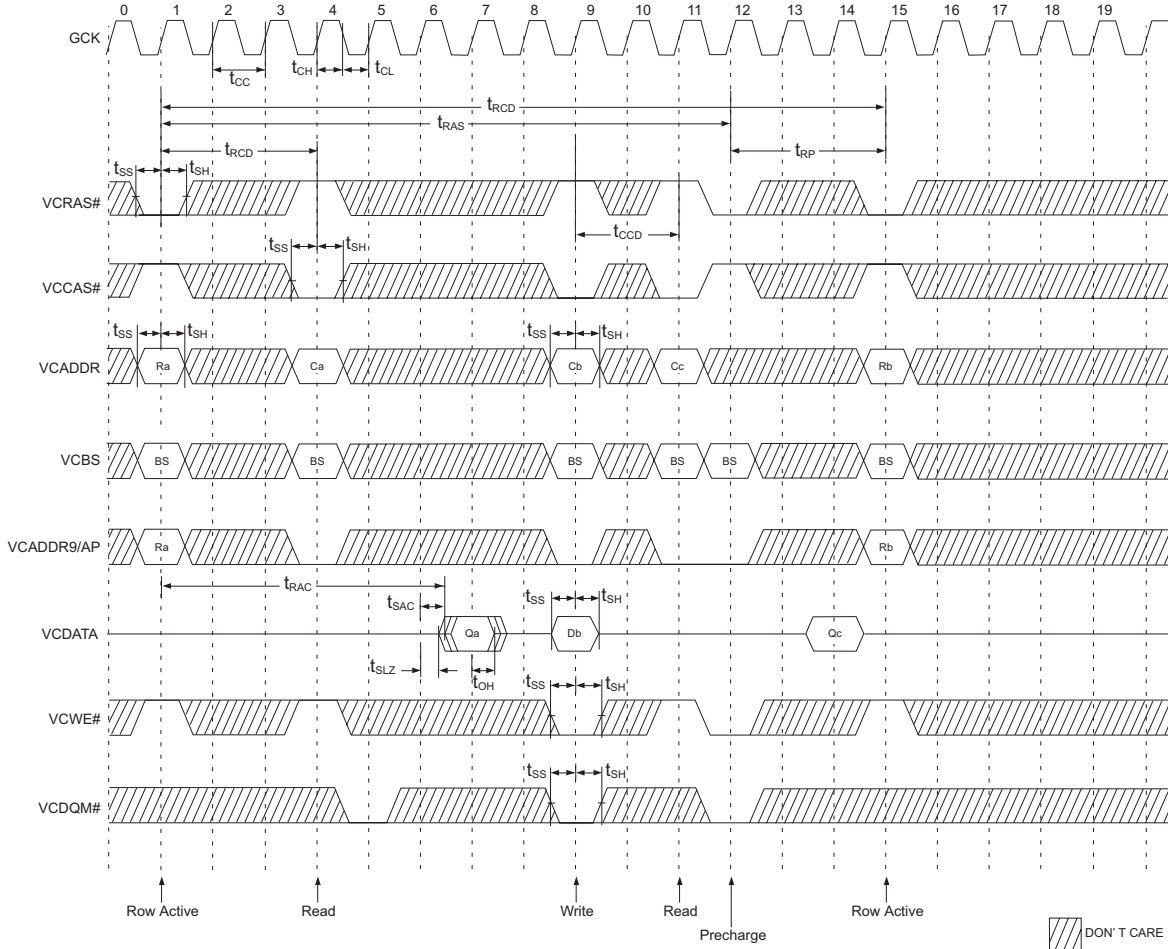 0 1 2 3 4 5 6 7 8 9 10 11 12 13 14 15 16 17 18 19
GCK
tCC tCH tCL
tRCD
tRAS
tRCD tRP
tSS tSH
VCRAS#
tCCD
tSS tSH
VCCAS#
tSS tSH tSS tSH
VCADDR Ra Ca Cb Cc Rb
VCBS BS BS BS BS BS BS
VCADDR9/AP Ra Rb
tRAC
tSAC tSS tSH
VCDATA Qa Db Qc
tSLZ tOH
tSS tSH
VCWE#
tSS tSH
VCDQM#
Row Active Read Write Read Row Active
Precharge
DON' T CARE